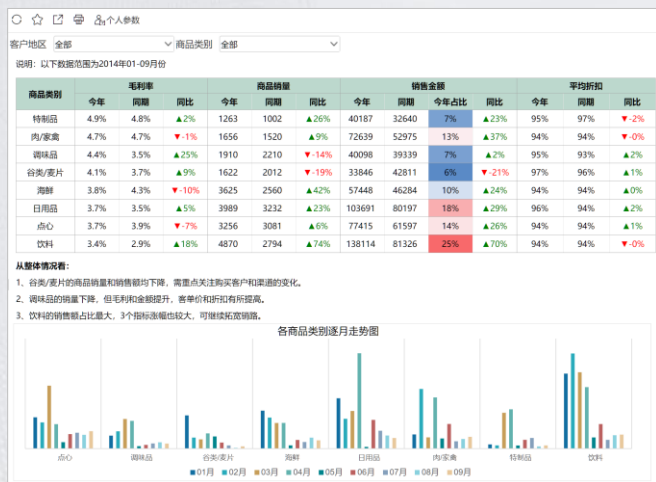 个人参数
客户地区 全部 商品类别 全部
说明：以下数据范围为2014年01-09月份
商品类别 毛利率 商品销量 销售金额 平均折扣
今年 同期 同比 今年 同期 同比 今年 同期 今年占比 同比 今年 同期 同比
特制品 4.9% 4.8% ▲2% 1263 1002 ▲26% 40187 32640 7% ▲23% 95% 97% ▼-2%
肉/家禽 4.7% 4.7% ▼-1% 1656 1520 ▲9% 72639 52975 13% ▲37% 94% 94% ▼-0%
调味品 4.4% 3.5% ▲25% 1910 2210 ▼-14% 40098 39339 7% ▲2% 95% 93% ▲2%
谷类/麦片 4.1% 3.7% ▲9% 1622 2012 ▼-19% 33846 42811 6% ▼-21% 97% 96% ▲1%
海鲜 3.8% 4.3% ▼-10% 3625 2560 ▲42% 57448 46284 10% ▲24% 94% 94% ▲0%
日用品 3.7% 3.5% ▲5% 3989 3232 ▲23% 103691 80197 18% ▲29% 96% 94% ▲2%
点心 3.7% 3.9% ▼-7% 3256 3081 ▲6% 77415 61597 14% ▲26% 94% 94% ▲1%
饮料 3.4% 2.9% ▲18% 4870 2794 ▲74% 138114 81326 25% ▲70% 94% 94% ▼-0%
从整体情况看：
1、谷类/麦片的商品销量和销售额均下降，需重点关注购买客户和渠道的变化。
2、调味品的销量下降，但毛利和金额提升，客单价和折扣有所提高。
3、饮料的销售额占比最大，3个指标涨幅也较大，可继续拓宽销路。
各商品类别逐月走势图
点心 调味品 谷类/麦片 海鲜 日用品 肉/家禽 特制品 饮料
01月 02月 03月 04月 05月 06月 07月 08月 09月